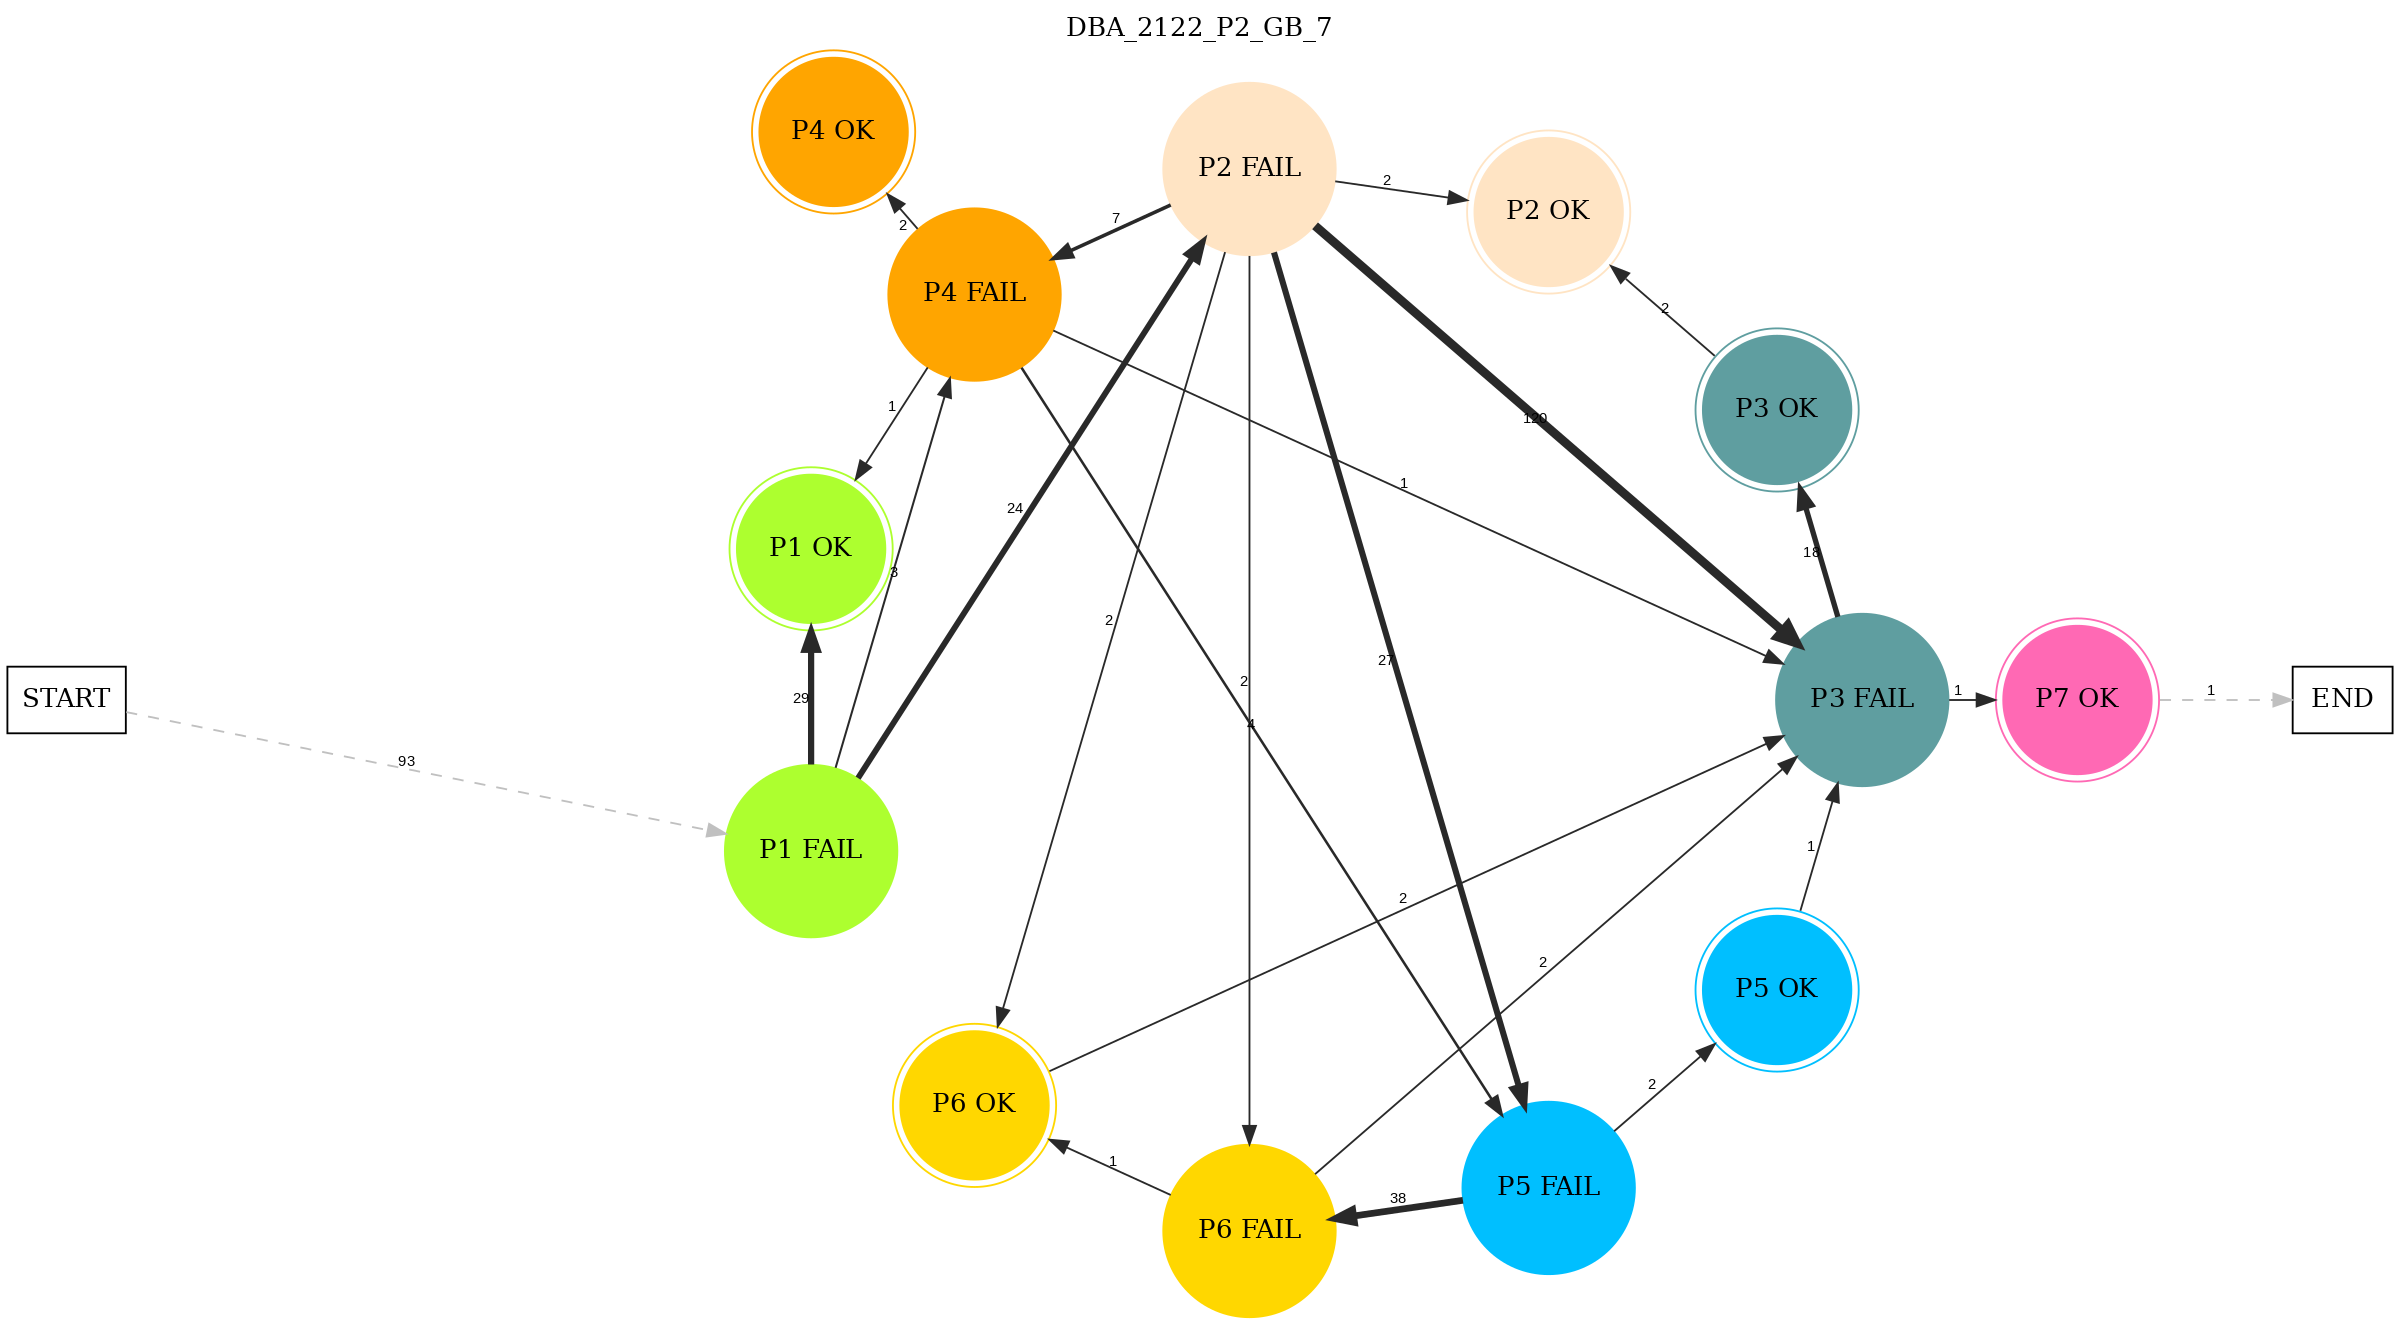 DBA_2122_P2_GB_7
P4 OK
P2 FAIL
2
7
P2 OK
2
P4 FAIL
2
P3 OK
1
120
1
24
P1 OK
18
3
2
27
2
4
29
START
P3 FAIL
1
P7 OK
1
END
93
P1 FAIL
1
2
2
P5 OK
2
P6 OK
1
38
P5 FAIL
P6 FAIL